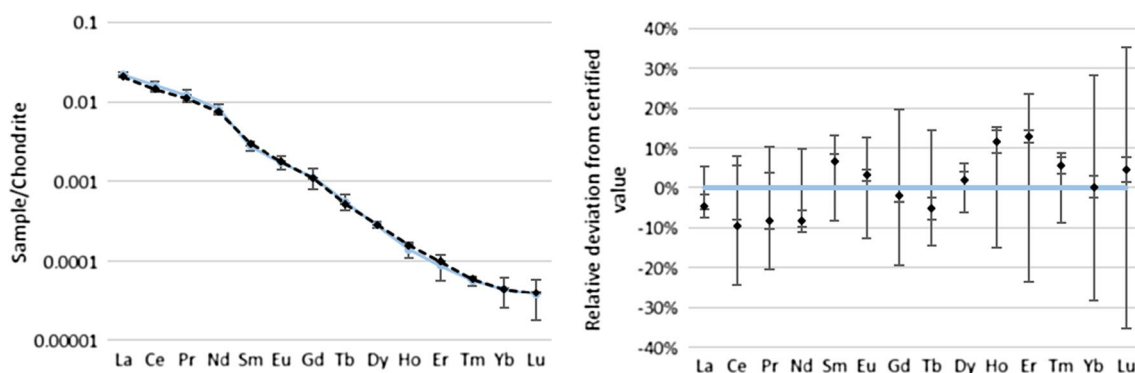 0.1
0.01
0.001
0.0001
0.00001
Sample/Chondrite
La Ce Pr Nd Sm Eu Gd Tb Dy Ho Er Tm Yb Lu
40%
30%
20%
10%
0%
-10%
-20%
-30%
-40%
Relative deviation from certified
value
La Ce Pr Nd Sm Eu Gd Tb Dy Ho Er Tm Yb Lu